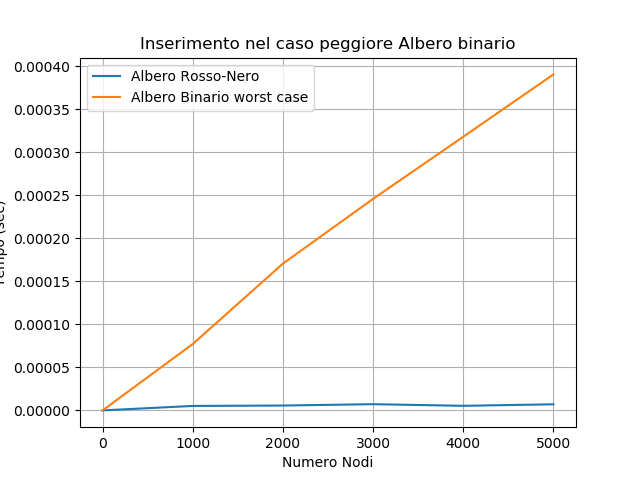 Inserimento nel caso peggiore Albero binario
Albero Rosso-Nero
Albero Binario worst case
0.00040
0.00035
0.00030
0.00025
0.00020
0.00015
0.00010
0.00005
0.00000
Tempo (sec)
0 1000 2000 3000 4000 5000
Numero Nodi